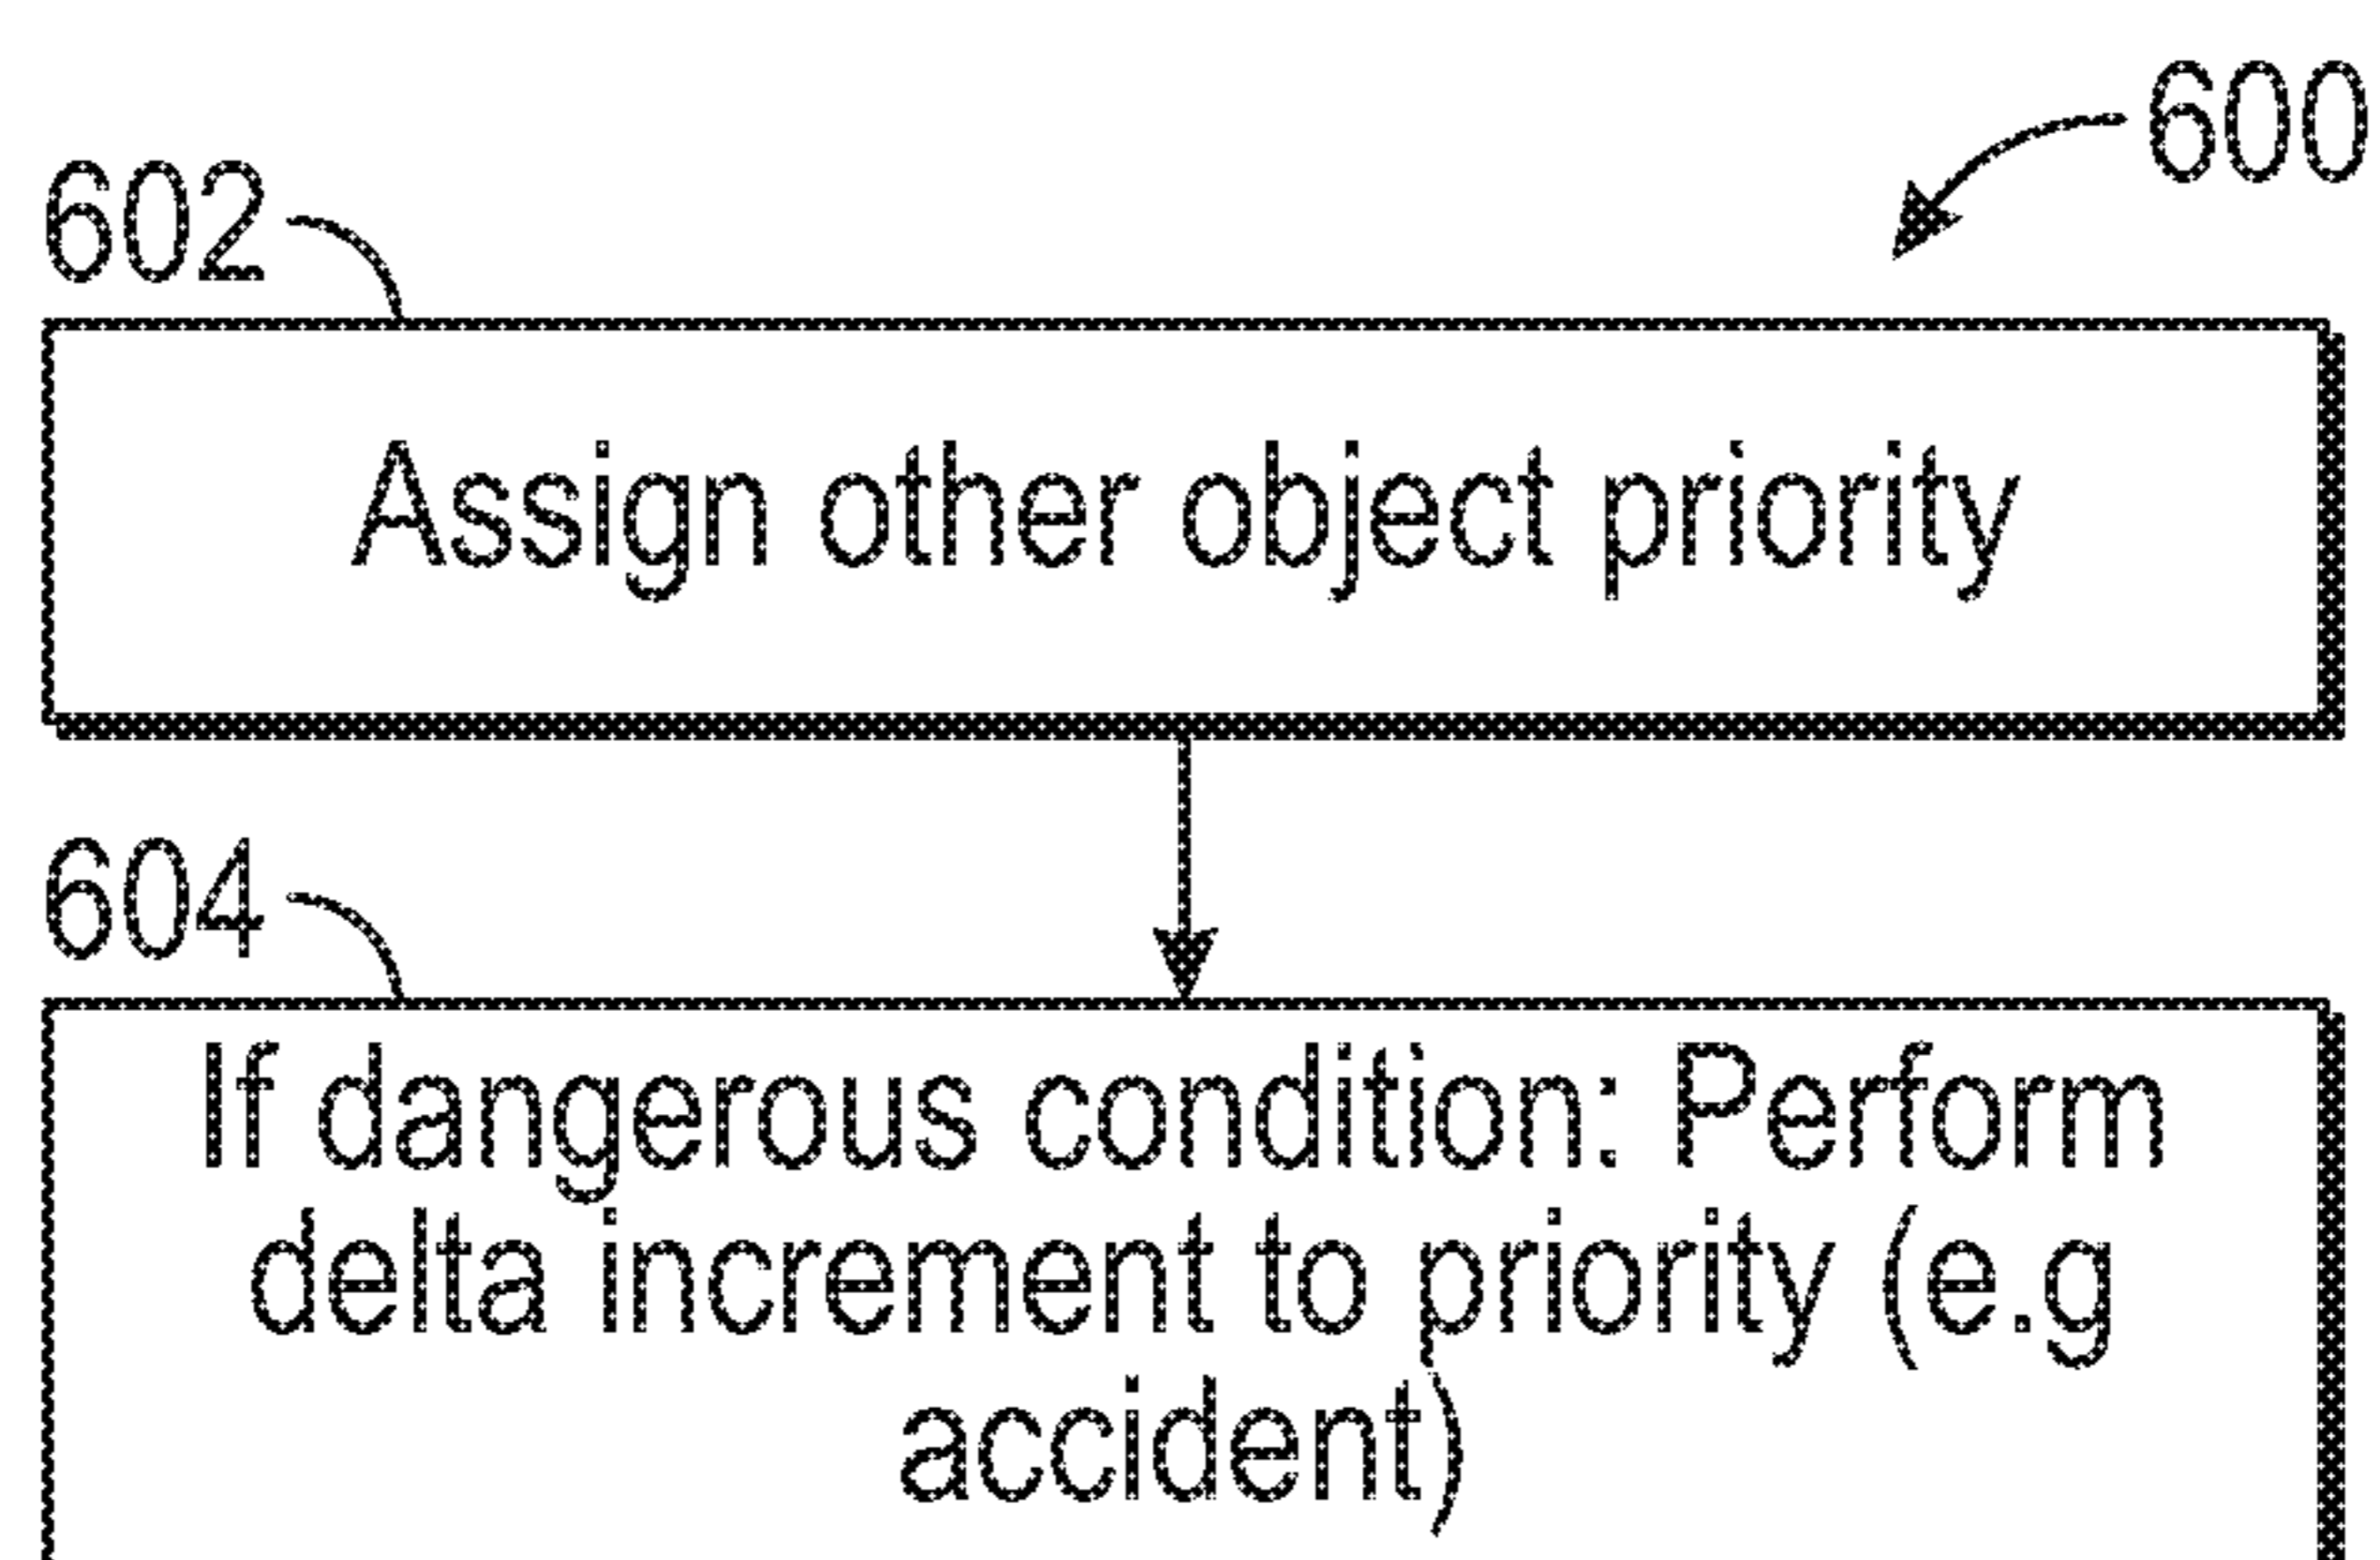 600
602
Assign other object priority
604
If dangerous condition: Perform
delta increment to priority (e.g
accident)